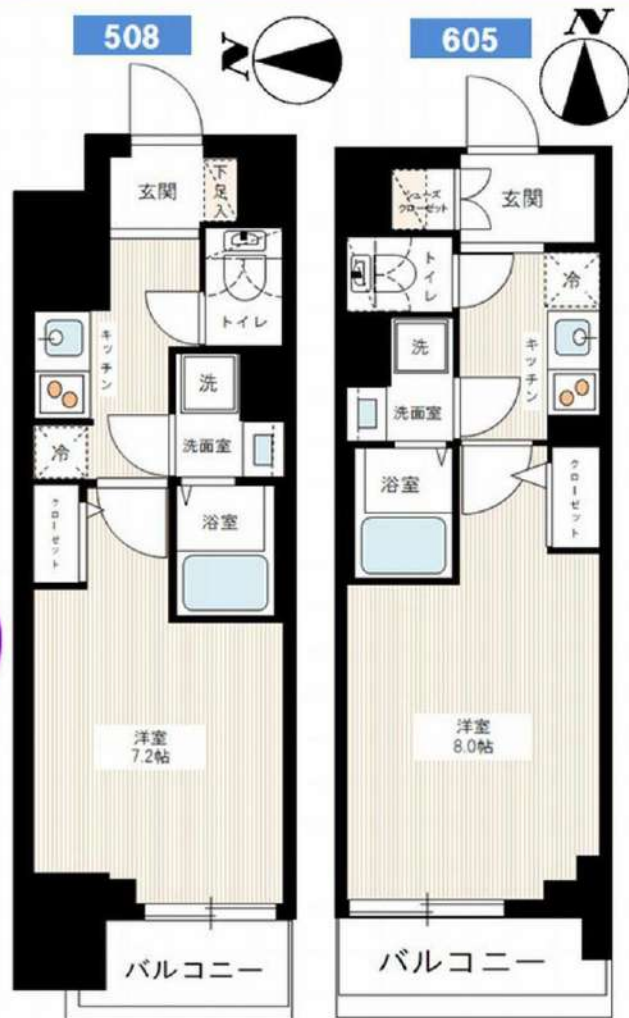 508
N
玄関
下足入
トイレ
キッチン
洗
洗面室
冷
クローゼット
浴室
洋室
7.2帖
バルコニー
605
N
シューズ
クローゼット
玄関
トイレ
冷
洗
キッチン
洗面室
浴室
クローゼット
洋室
8.0帖
バルコニー